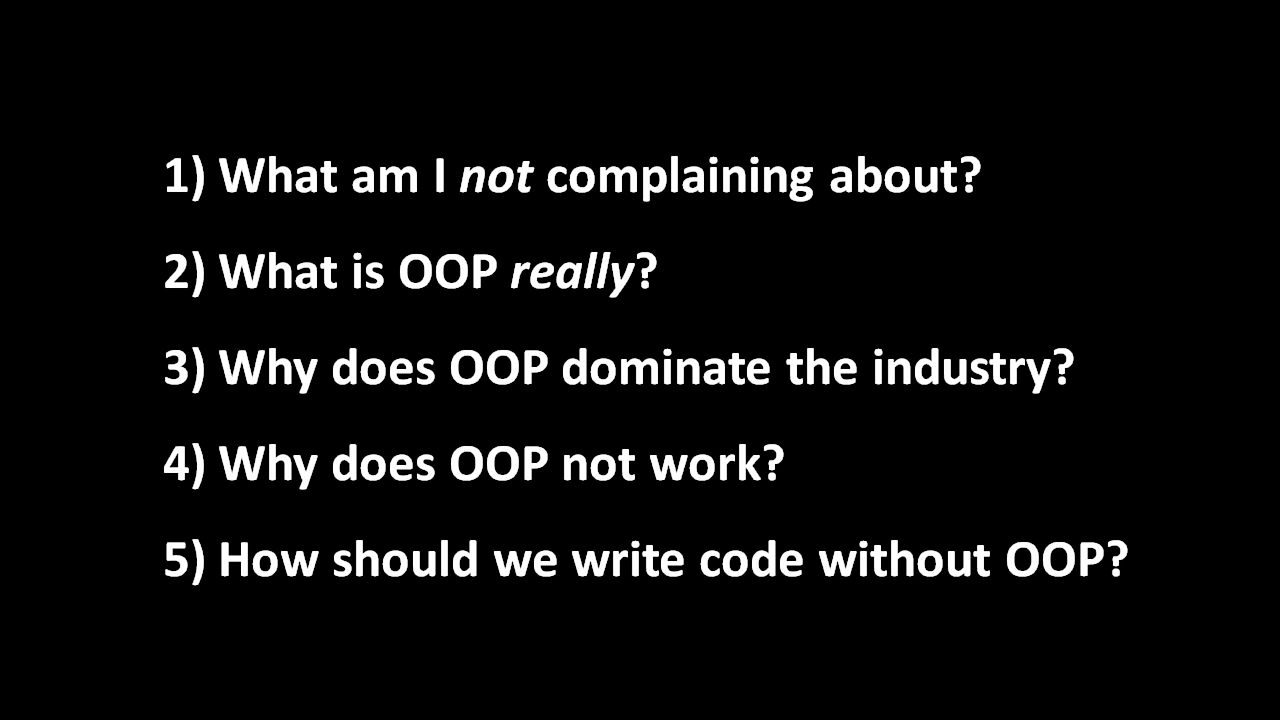 1) What am I not complaining about?
2) What is OOP really?
3) Why does OOP dominate the industry?
4) Why does OOP not work?
5) How should we write code without OOP?